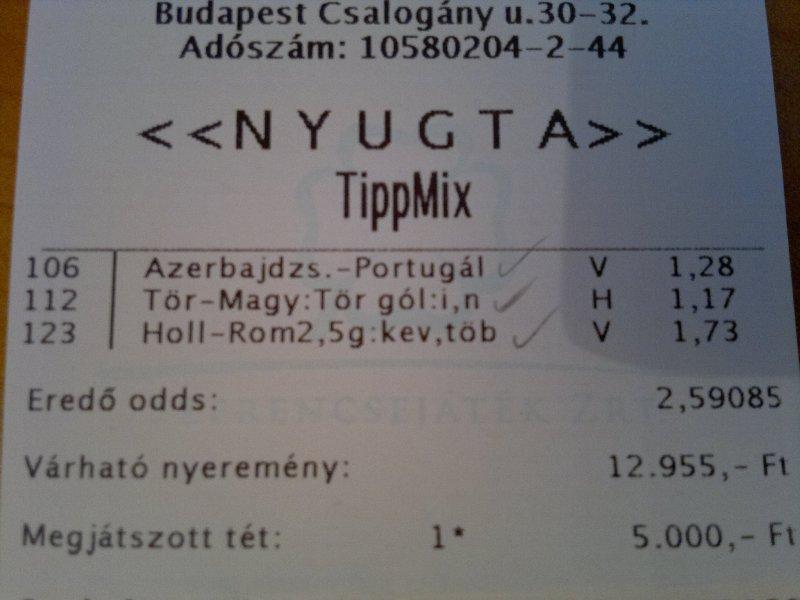 Budapest Csalogány u.30-32.
Adószám: 10580204-2-44
<<NYUGTA>>
TippMix
106 Azerbajdzs.-Portugál V 1,28
112 Tör-Magy:Tör gól:i,n H 1,17
123 Holl-Rom2,5g:kev,töb V 1,73
Eredő odds: 2,59085
Várható nyeremény: 12.955,- Ft
Megjátszott tét: 1* 5.000,- Ft